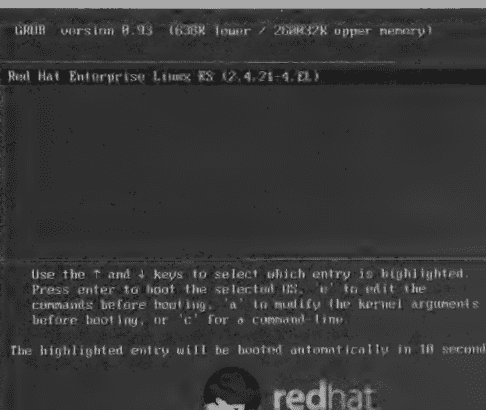 GRUB version 0.93 (638K lower / 260032K upper memory)
Red Hat Enterprise Linux ES (2.4.21-4.EL)
Use the ↑ and ↓ keys to select which entry is highlighted.
Press enter to boot the selected OS, 'e' to edit the
commands before booting, 'a' to modify the kernel arguments
before booting, or 'c' for a command-line.
The highlighted entry will be booted automatically in 10 second
redhat